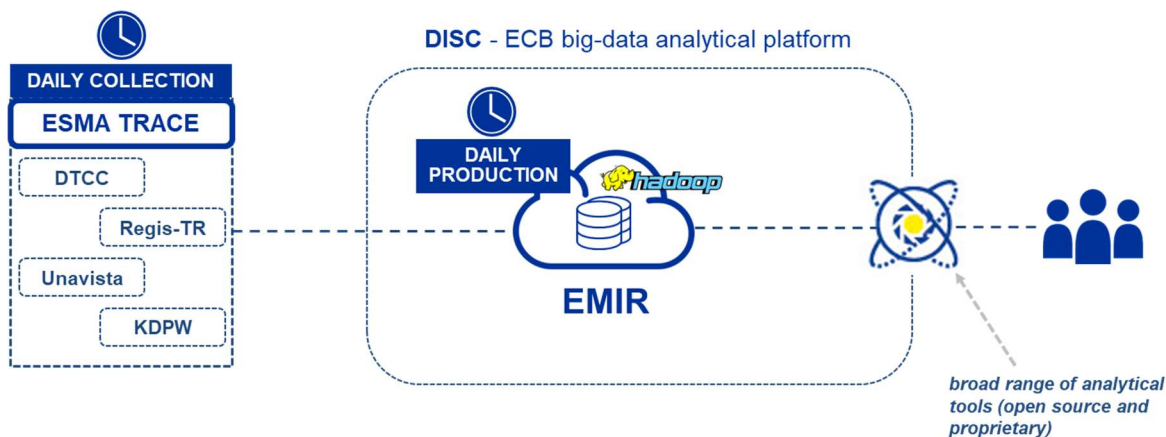 DISC - ECB big-data analytical platform
DAILY COLLECTION
ESMA TRACE
DTCC
Regis-TR
Unavista
KDPW
DAILY
PRODUCTION
hadoop
EMIR
broad range of analytical
tools (open source and
proprietary)